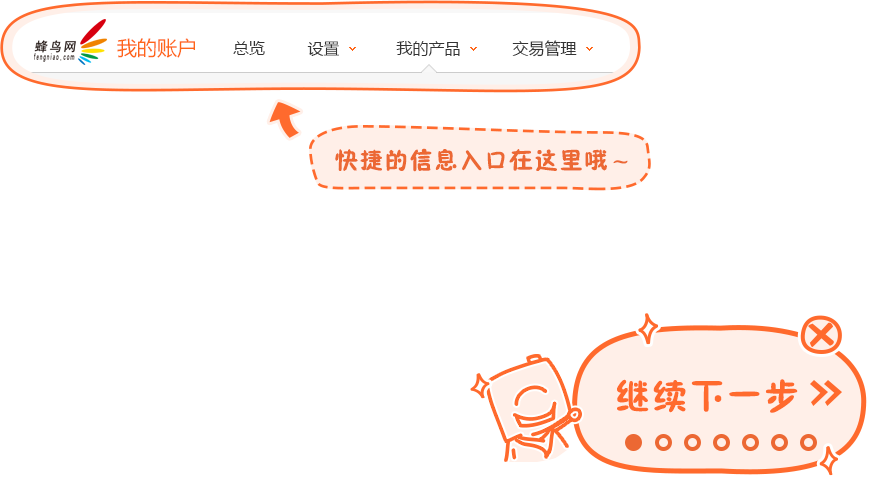 蜂鸟网 我的账户 总览 设置 我的产品 交易管理
fengniao.com
快捷的信息入口在这里哦~
继续下一步 »